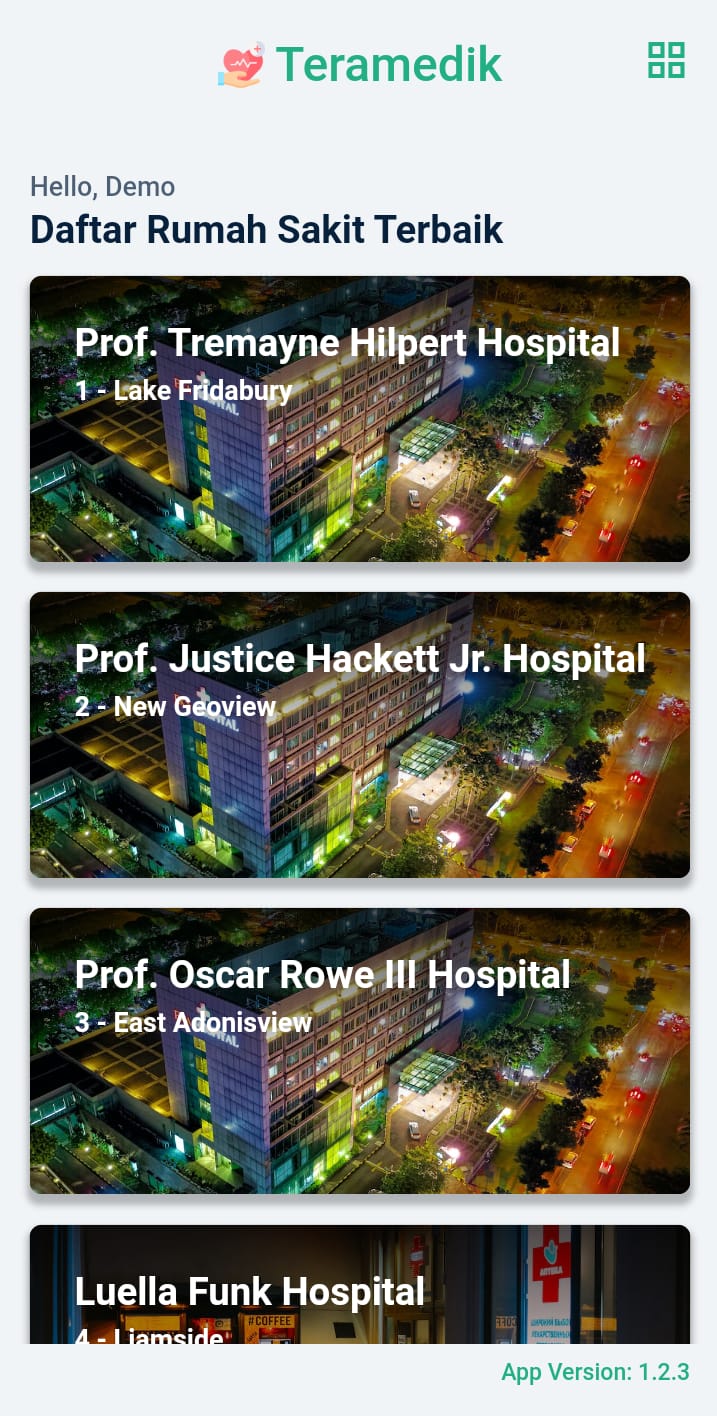 Teramedik
Hello, Demo
Daftar Rumah Sakit Terbaik
Prof. Tremayne Hilpert Hospital
1 - Lake Fridabury
Prof. Justice Hackett Jr. Hospital
2 - New Geoview
Prof. Oscar Rowe III Hospital
3 - East Adonisview
Luella Funk Hospital
#COFFEE
4 - Liamside
App Version: 1.2.3